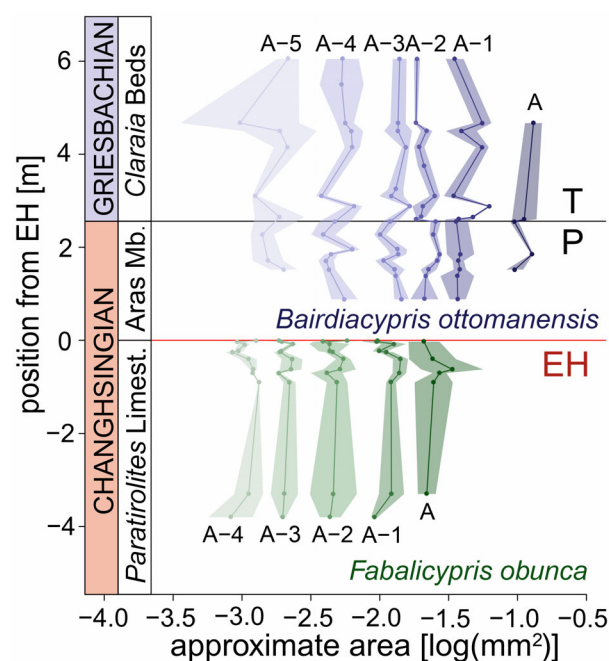 A−5 A−4 A−3 A−2 A−1
A
6
4
2
0
−2
−4
position from EH [m]
GRIESBACHIAN
CHANGHSINGIAN
Claraia Beds
Aras Mb.
Paratirolites Limest.
T
P
Bairdiacypris ottomanensis
EH
A−4 A−3 A−2 A−1 A
Fabalicypris obunca
−4.0 −3.5 −3.0 −2.5 −2.0 −1.5 −1.0 −0.5
approximate area [log(mm²)]